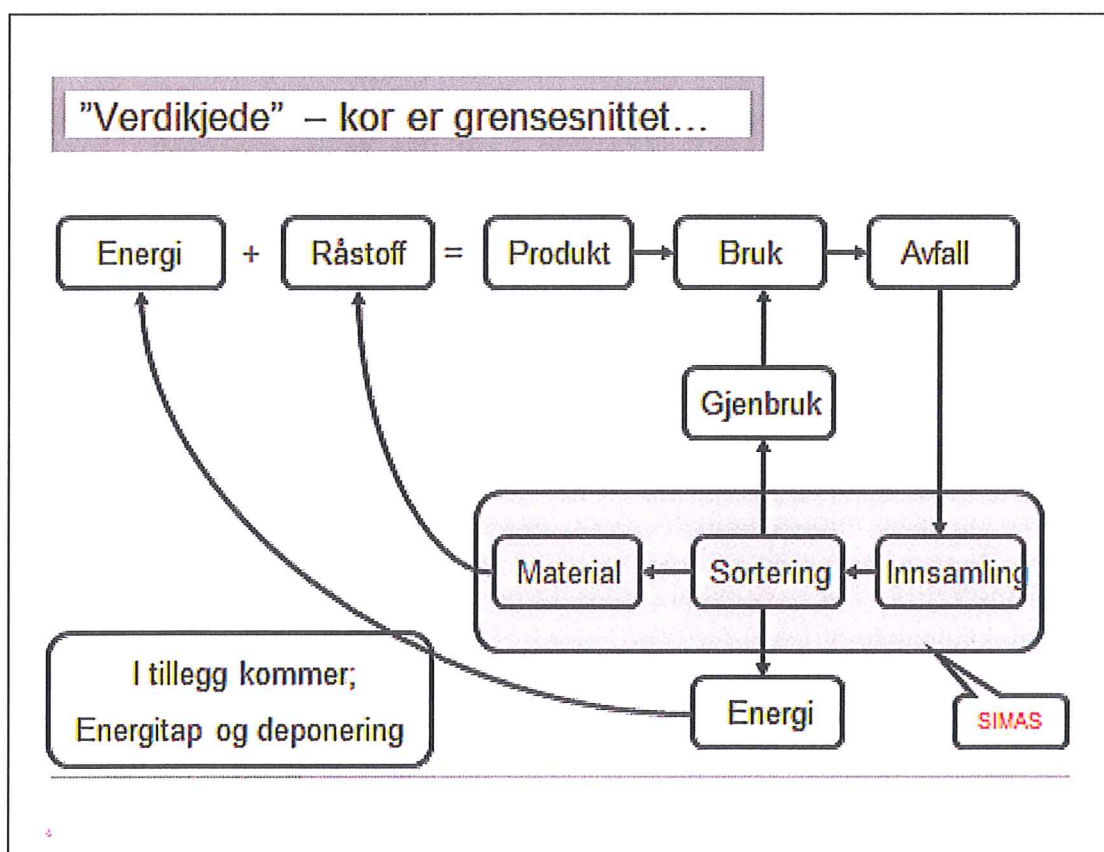 "Verdikjede" – kor er grensesnittet...
Energi + Råstoff = Produkt Bruk Avfall
Gjenbruk
Material Sortering Innsamling
I tillegg kommer;
Energitap og deponering
Energi
SIMAS